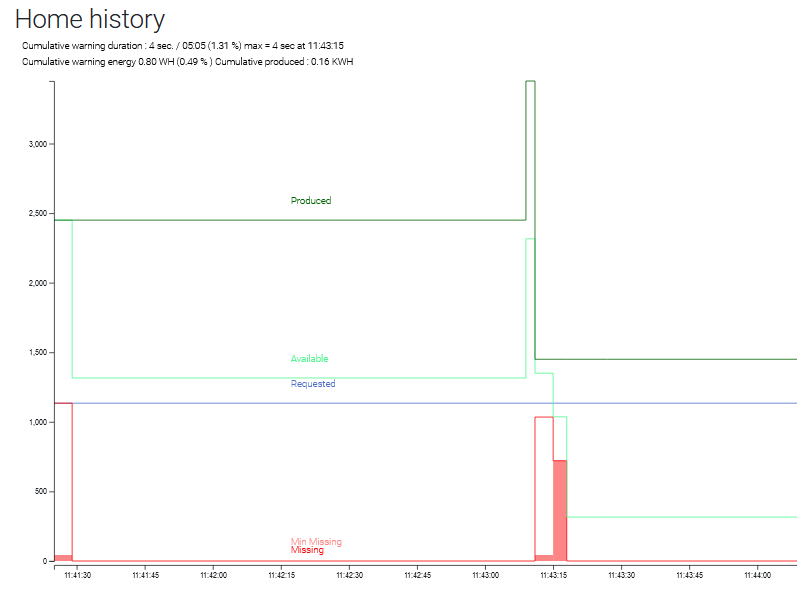 Home history
Cumulative warning duration : 4 sec. / 05:05 (1.31 %) max = 4 sec at 11:43:15
Cumulative warning energy 0.80 WH (0.49 % ) Cumulative produced : 0.16 KWH
3,000
Produced
2,500
2,000
1,500
Available
Requested
1,000
500
Min Missing
Missing
0
11:41:30 11:41:45 11:42:00 11:42:15 11:42:30 11:42:45 11:43:00 11:43:15 11:43:30 11:43:45 11:44:00